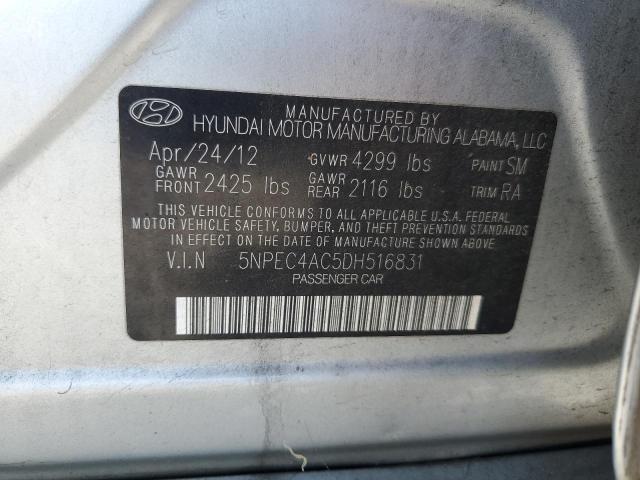 MANUFACTURED BY
HYUNDAI MOTOR MANUFACTURING ALABAMA, LLC
Apr/24/12 GVWR 4299 lbs PAINT SM
GAWR FRONT 2425 lbs GAWR REAR 2116 lbs TRIM RA
THIS VEHICLE CONFORMS TO ALL APPLICABLE U.S.A. FEDERAL
MOTOR VEHICLE SAFETY, BUMPER, AND THEFT PREVENTION
STANDARDS IN EFFECT ON THE DATE OF MANUFACTURE SHOWN ABOVE.
V.I.N 5NPEC4AC5DH516831
PASSENGER CAR